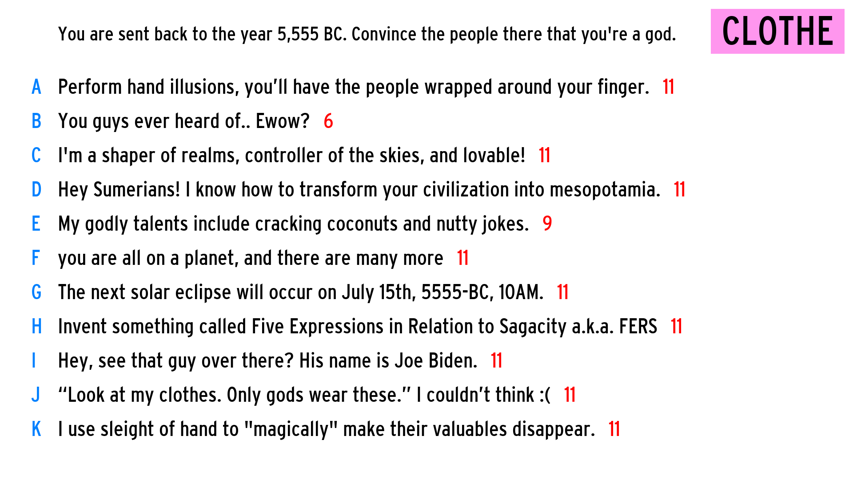 You are sent back to the year 5,555 BC. Convince the people there that you're a god.
CLOTHE
A Perform hand illusions, you’ll have the people wrapped around your finger. 11
B You guys ever heard of.. Ewow? 6
C I'm a shaper of realms, controller of the skies, and lovable! 11
D Hey Sumerians! I know how to transform your civilization into mesopotamia. 11
E My godly talents include cracking coconuts and nutty jokes. 9
F you are all on a planet, and there are many more 11
G The next solar eclipse will occur on July 15th, 5555-BC, 10AM. 11
H Invent something called Five Expressions in Relation to Sagacity a.k.a. FERS 11
I Hey, see that guy over there? His name is Joe Biden. 11
J “Look at my clothes. Only gods wear these.” I couldn’t think :( 11
K I use sleight of hand to "magically" make their valuables disappear. 11